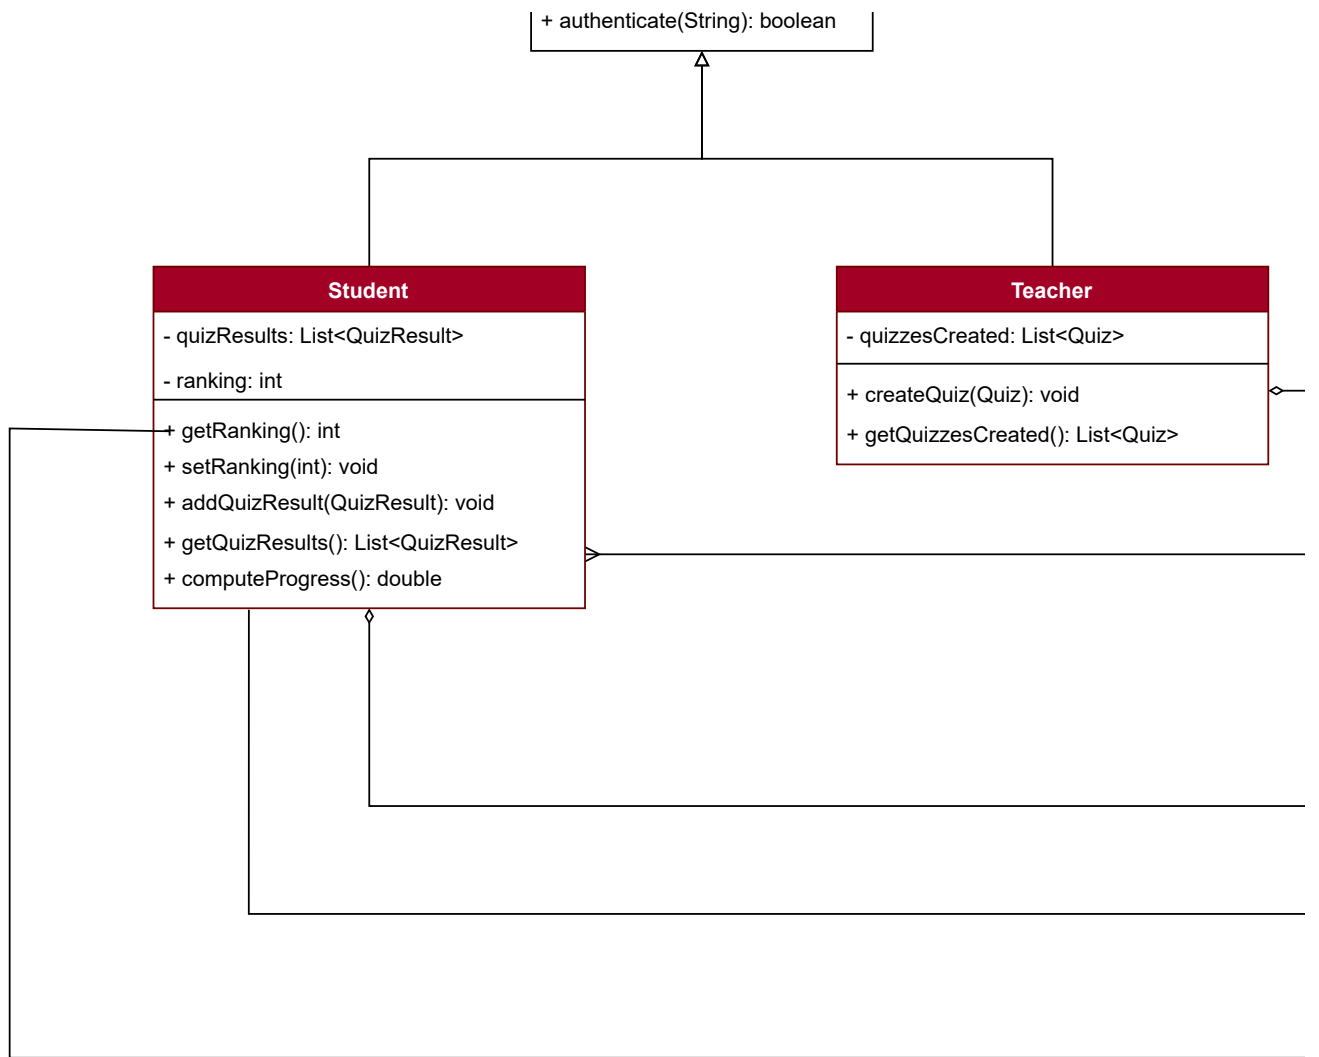 + authenticate(String): boolean
Student
- quizResults: List<QuizResult>
- ranking: int
+ getRanking(): int
+ setRanking(int): void
+ addQuizResult(QuizResult): void
+ getQuizResults(): List<QuizResult>
+ computeProgress(): double
Teacher
- quizzesCreated: List<Quiz>
+ createQuiz(Quiz): void
+ getQuizzesCreated(): List<Quiz>